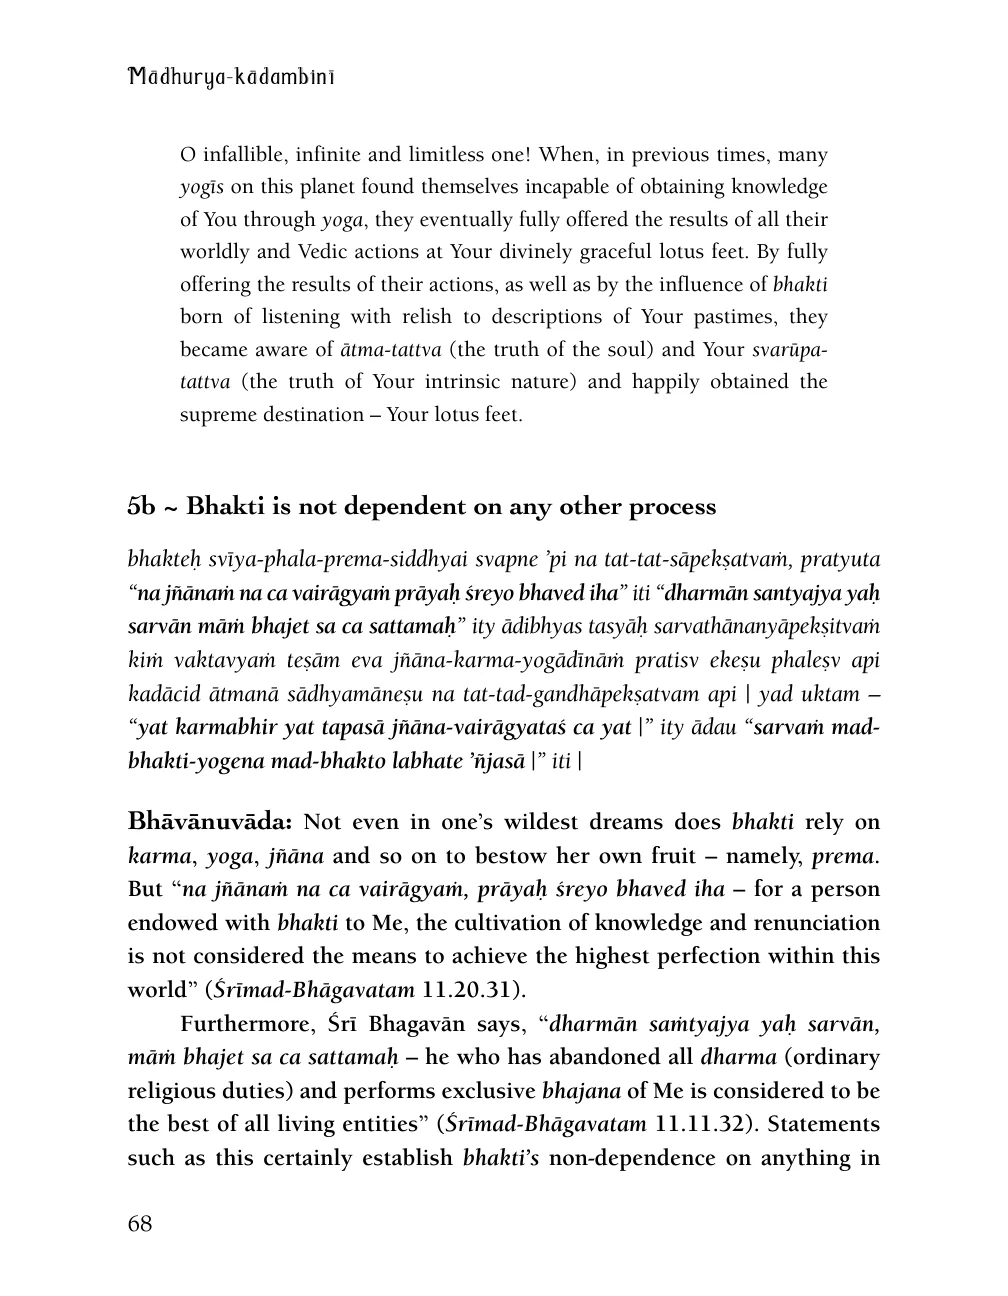 Mādhurya-kādambinī
O infallible, infinite and limitless one! When, in previous times, many
yogīs on this planet found themselves incapable of obtaining knowledge
of You through yoga, they eventually fully offered the results of all their
worldly and Vedic actions at Your divinely graceful lotus feet. By fully
offering the results of their actions, as well as by the influence of bhakti
born of listening with relish to descriptions of Your pastimes, they
became aware of ātma-tattva (the truth of the soul) and Your svarūpa-
tattva (the truth of Your intrinsic nature) and happily obtained the
supreme destination – Your lotus feet.
5b ~ Bhakti is not dependent on any other process
bhakteḥ svīya-phala-prema-siddhyai svapne ’pi na tat-tat-sāpekṣatvaṁ, pratyuta
“na jñānaṁ na ca vairāgyaṁ prāyaḥ śreyo bhaved iha” iti “dharmān santyajya yaḥ
sarvān māṁ bhajet sa ca sattamaḥ” ity ādibhyas tasyāḥ sarvathānanyāpekṣitvaṁ
kiṁ vaktavyaṁ teṣām eva jñāna-karma-yogādīnāṁ pratisv ekeṣu phaleṣv api
kadācid ātmanā sādhyamāneṣu na tat-tad-gandhāpekṣatvam api | yad uktam –
“yat karmabhir yat tapasā jñāna-vairāgyataś ca yat |” ity ādau “sarvaṁ mad-
bhakti-yogena mad-bhakto labhate ’ñjasā |” iti |
Bhāvānuvāda: Not even in one’s wildest dreams does bhakti rely on
karma, yoga, jñāna and so on to bestow her own fruit – namely, prema.
But “na jñānaṁ na ca vairāgyaṁ, prāyaḥ śreyo bhaved iha – for a person
endowed with bhakti to Me, the cultivation of knowledge and renunciation
is not considered the means to achieve the highest perfection within this
world” (Śrīmad-Bhāgavatam 11.20.31).
Furthermore, Śrī Bhagavān says, “dharmān saṁtyajya yaḥ sarvān,
māṁ bhajet sa ca sattamaḥ – he who has abandoned all dharma (ordinary
religious duties) and performs exclusive bhajana of Me is considered to be
the best of all living entities” (Śrīmad-Bhāgavatam 11.11.32). Statements
such as this certainly establish bhakti’s non-dependence on anything in
68